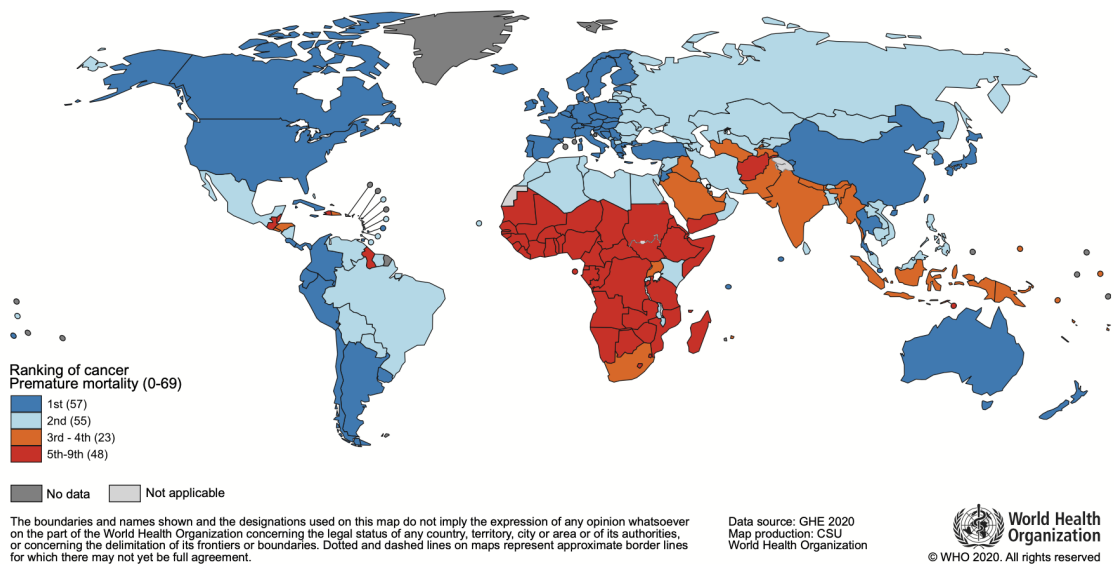 Ranking of cancer
Premature mortality (0-69)
1st (57)
2nd (55)
3rd - 4th (23)
5th-9th (48)
No data
Not applicable
The boundaries and names shown and the designations used on this map do not imply the expression of any opinion whatsoever
on the part of the World Health Organization concerning the legal status of any country, territory, city or area or of its authorities,
or concerning the delimitation of its frontiers or boundaries. Dotted and dashed lines on maps represent approximate border lines
for which there may not yet be full agreement.
Data source: GHE 2020
Map production: CSU
World Health Organization
World Health
Organization
© WHO 2020. All rights reserved